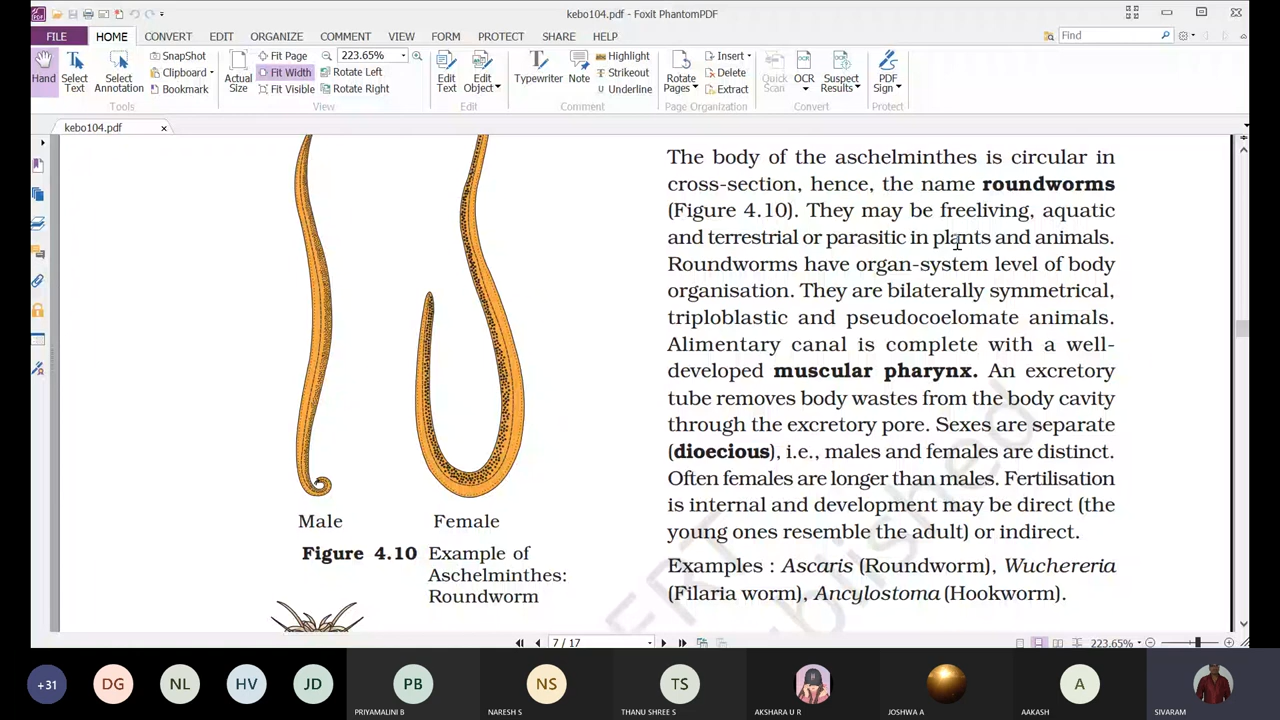 kebo104.pdf - Foxit PhantomPDF
FILE HOME CONVERT EDIT ORGANIZE COMMENT VIEW FORM PROTECT SHARE HELP
Find
Hand
Select Text
Select Annotation
SnapShot
Clipboard
Bookmark
Tools
Actual Size
Fit Page
Fit Width
Fit Visible
223.65%
Rotate Left
Rotate Right
View
Edit Text
Edit Object
Edit
Typewriter
Note
Highlight
Strikeout
Underline
Comment
Rotate Pages
Insert
Delete
Extract
Page Organization
Quick Scan
OCR
Suspect Results
Convert
PDF Sign
Protect
kebo104.pdf
The body of the aschelminthes is circular in
cross-section, hence, the name roundworms
(Figure 4.10). They may be freeliving, aquatic
and terrestrial or parasitic in plants and animals.
Roundworms have organ-system level of body
organisation. They are bilaterally symmetrical,
triploblastic and pseudocoelomate animals.
Alimentary canal is complete with a well-
developed muscular pharynx. An excretory
tube removes body wastes from the body cavity
through the excretory pore. Sexes are separate
(dioecious), i.e., males and females are distinct.
Often females are longer than males. Fertilisation
is internal and development may be direct (the
young ones resemble the adult) or indirect.
Examples : Ascaris (Roundworm), Wuchereria
(Filaria worm), Ancylostoma (Hookworm).
Male Female
Figure 4.10 Example of
Aschelminthes:
Roundworm
7 / 17
223.65%
+31 DG NL HV JD PB NS TS A
PRIYAMALINI B NARESH S THANU SHREE S AKSHARA U R JOSHWA A AAKASH SIVARAM